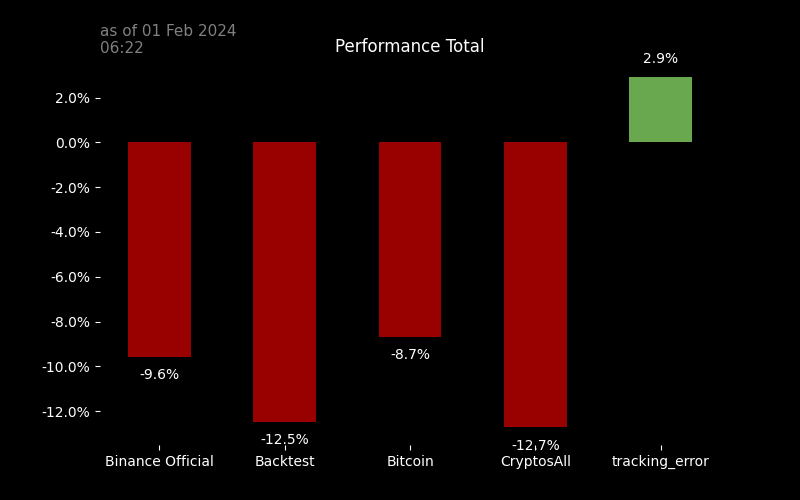 as of 01 Feb 2024
06:22
Performance Total
2.9%
2.0%
0.0%
-2.0%
-4.0%
-6.0%
-8.0%
-10.0%
-12.0%
-9.6%
-12.5%
-8.7%
-12.7%
Binance Official
Backtest
Bitcoin
CryptosAll
tracking_error